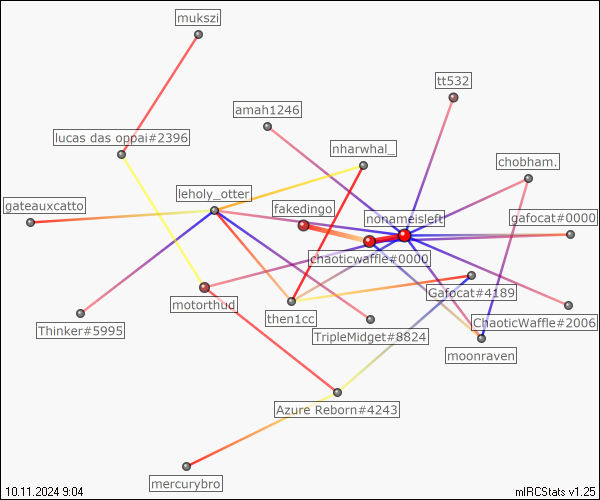 mukszi
tt532
amah1246
lucas das oppai#2396
nharwhal_
chobham.
leholy_otter
gateauxcatto
fakedingo
nonameisleft
gafocat#0000
chaoticwaffle#0000
Gafocat#4189
motorthud
then1cc
ChaoticWaffle#2006
Thinker#5995
TripleMidget#8824
moonraven
Azure Reborn#4243
mercurybro
10.11.2024 9:04
mIRCStats v1.25